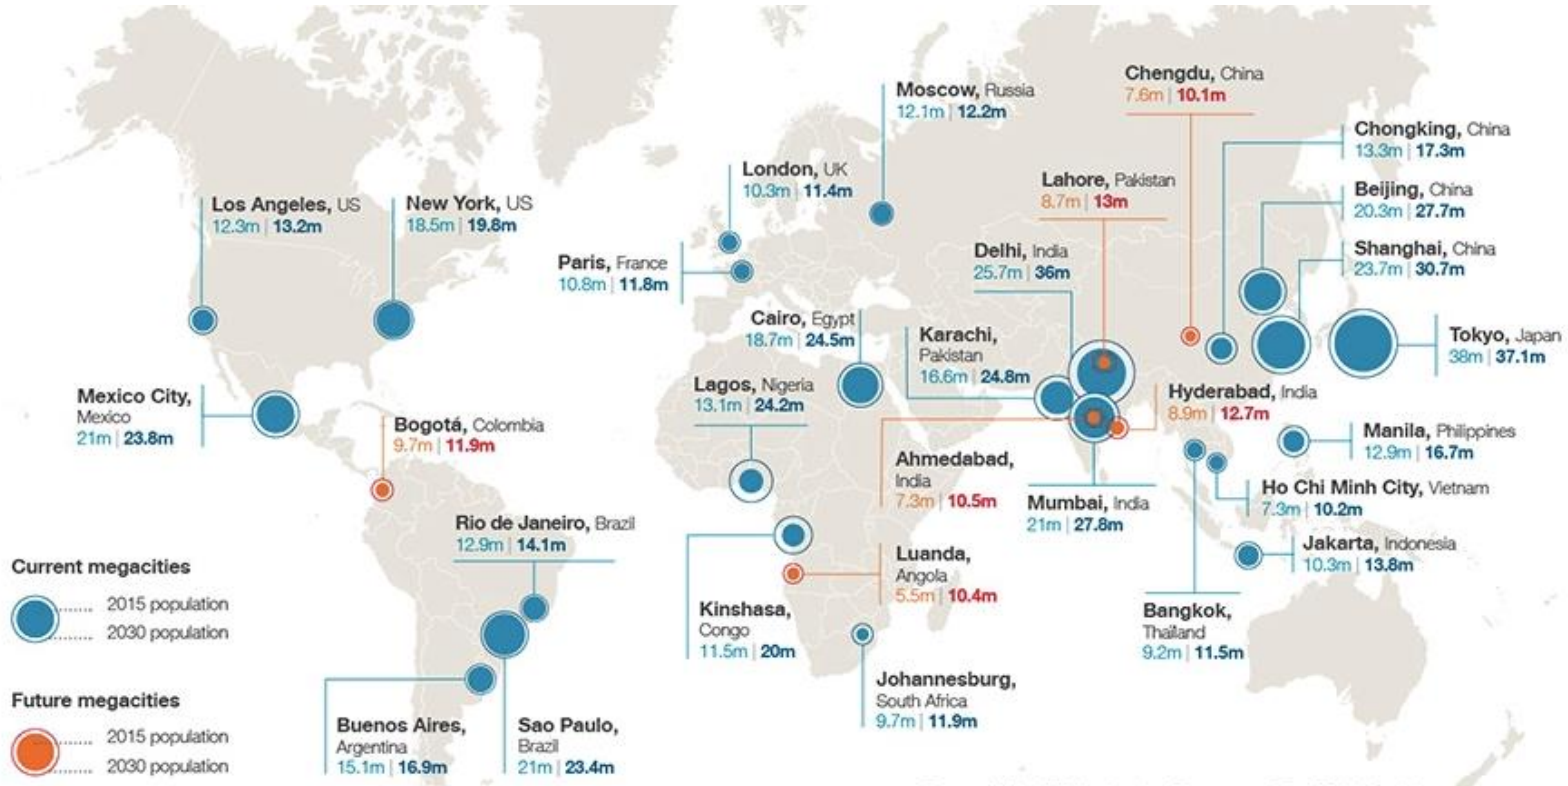 Moscow, Russia
12.1m | 12.2m
Chengdu, China
7.6m | 10.1m
Chongking, China
13.3m | 17.3m
London, UK
10.3m | 11.4m
Lahore, Pakistan
8.7m | 13m
Beijing, China
20.3m | 27.7m
Los Angeles, US
12.3m | 13.2m
New York, US
18.5m | 19.8m
Delhi, India
25.7m | 36m
Shanghai, China
23.7m | 30.7m
Paris, France
10.8m | 11.8m
Cairo, Egypt
18.7m | 24.5m
Karachi,
Pakistan
16.6m | 24.8m
Tokyo, Japan
38m | 37.1m
Mexico City,
Mexico
21m | 23.8m
Lagos, Nigeria
13.1m | 24.2m
Hyderabad, India
8.9m | 12.7m
Bogotá, Colombia
9.7m | 11.9m
Manila, Philippines
12.9m | 16.7m
Ahmedabad,
India
7.3m | 10.5m
Mumbai, India
21m | 27.8m
Ho Chi Minh City, Vietnam
7.3m | 10.2m
Rio de Janeiro, Brazil
12.9m | 14.1m
Jakarta, Indonesia
10.3m | 13.8m
Luanda,
Angola
5.5m | 10.4m
Kinshasa,
Congo
11.5m | 20m
Bangkok,
Thailand
9.2m | 11.5m
Johannesburg,
South Africa
9.7m | 11.9m
Buenos Aires,
Argentina
15.1m | 16.9m
Sao Paulo,
Brazil
21m | 23.4m
Current megacities
2015 population
2030 population
Future megacities
2015 population
2030 population